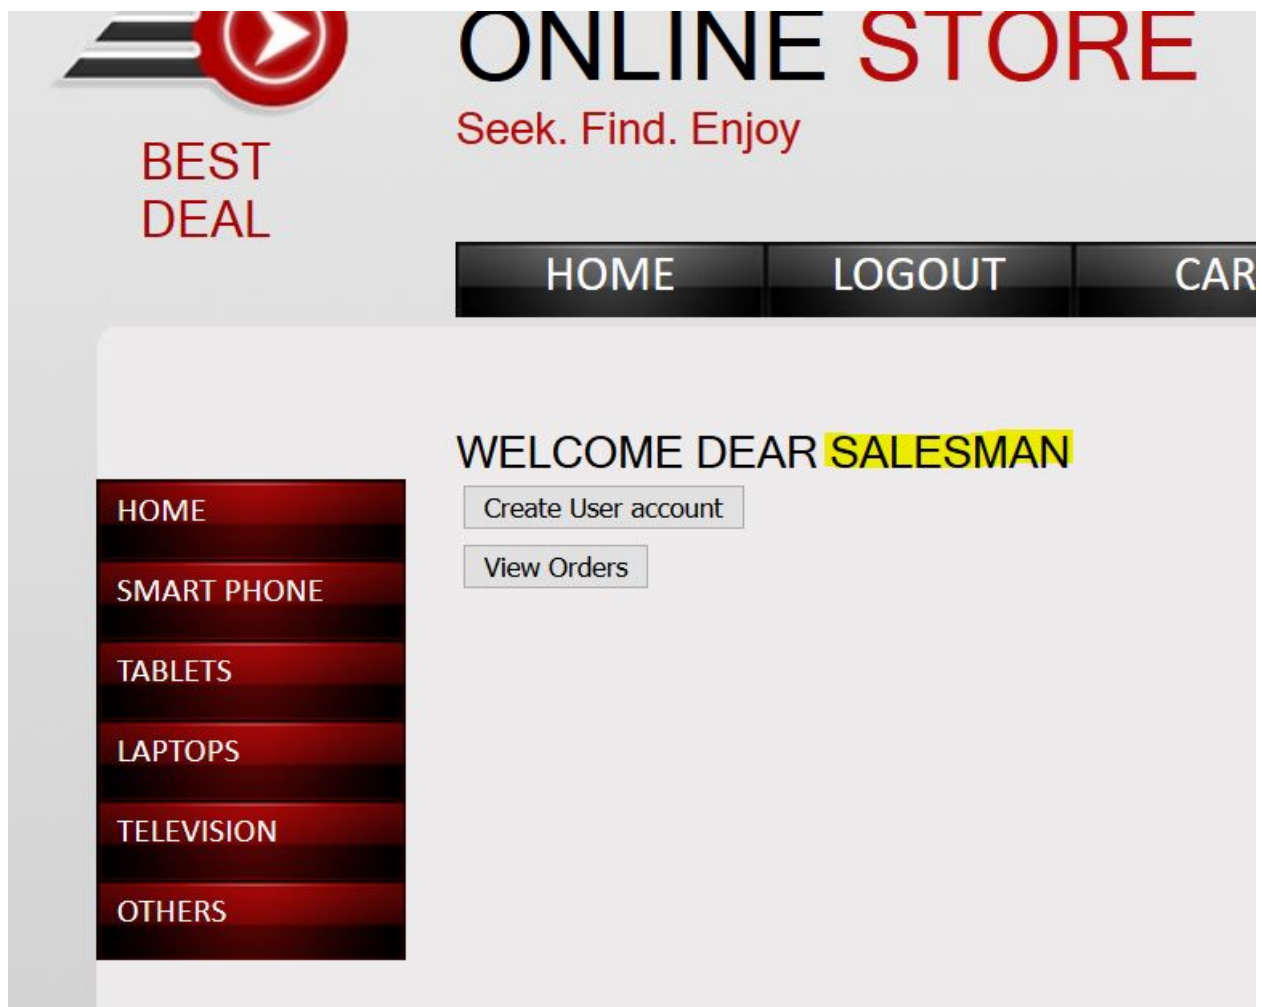 ONLINE STORE
Seek. Find. Enjoy
BEST
DEAL
HOME LOGOUT CAR
WELCOME DEAR SALESMAN
Create User account
View Orders
HOME
SMART PHONE
TABLETS
LAPTOPS
TELEVISION
OTHERS